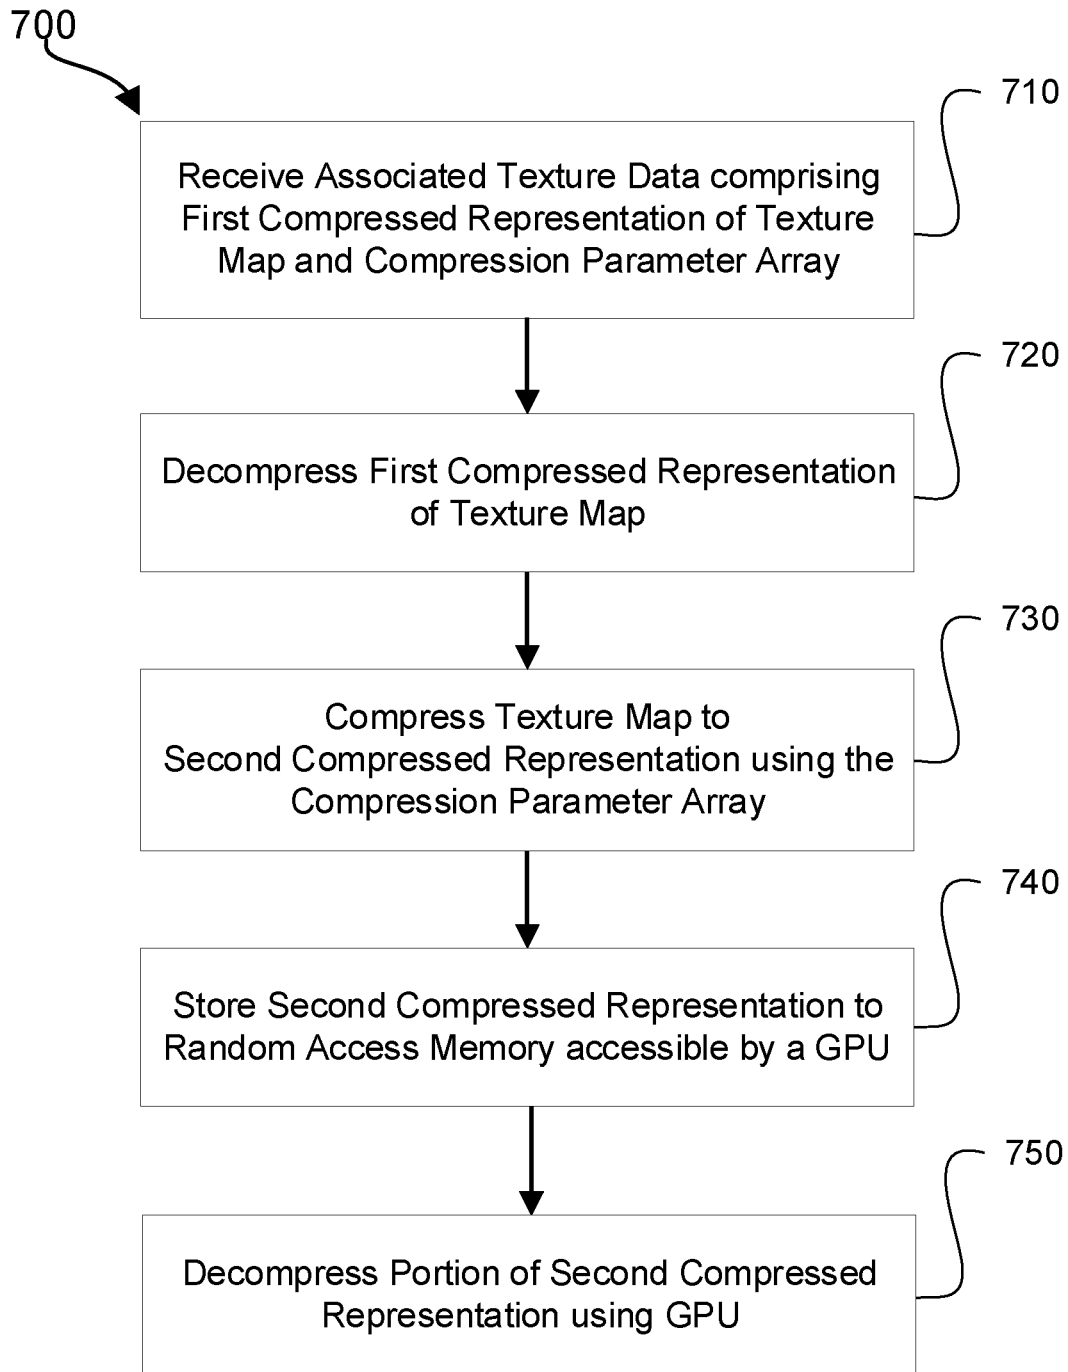 700
710
Receive Associated Texture Data comprising
First Compressed Representation of Texture
Map and Compression Parameter Array
720
Decompress First Compressed Representation
of Texture Map
730
Compress Texture Map to
Second Compressed Representation using the
Compression Parameter Array
740
Store Second Compressed Representation to
Random Access Memory accessible by a GPU
750
Decompress Portion of Second Compressed
Representation using GPU